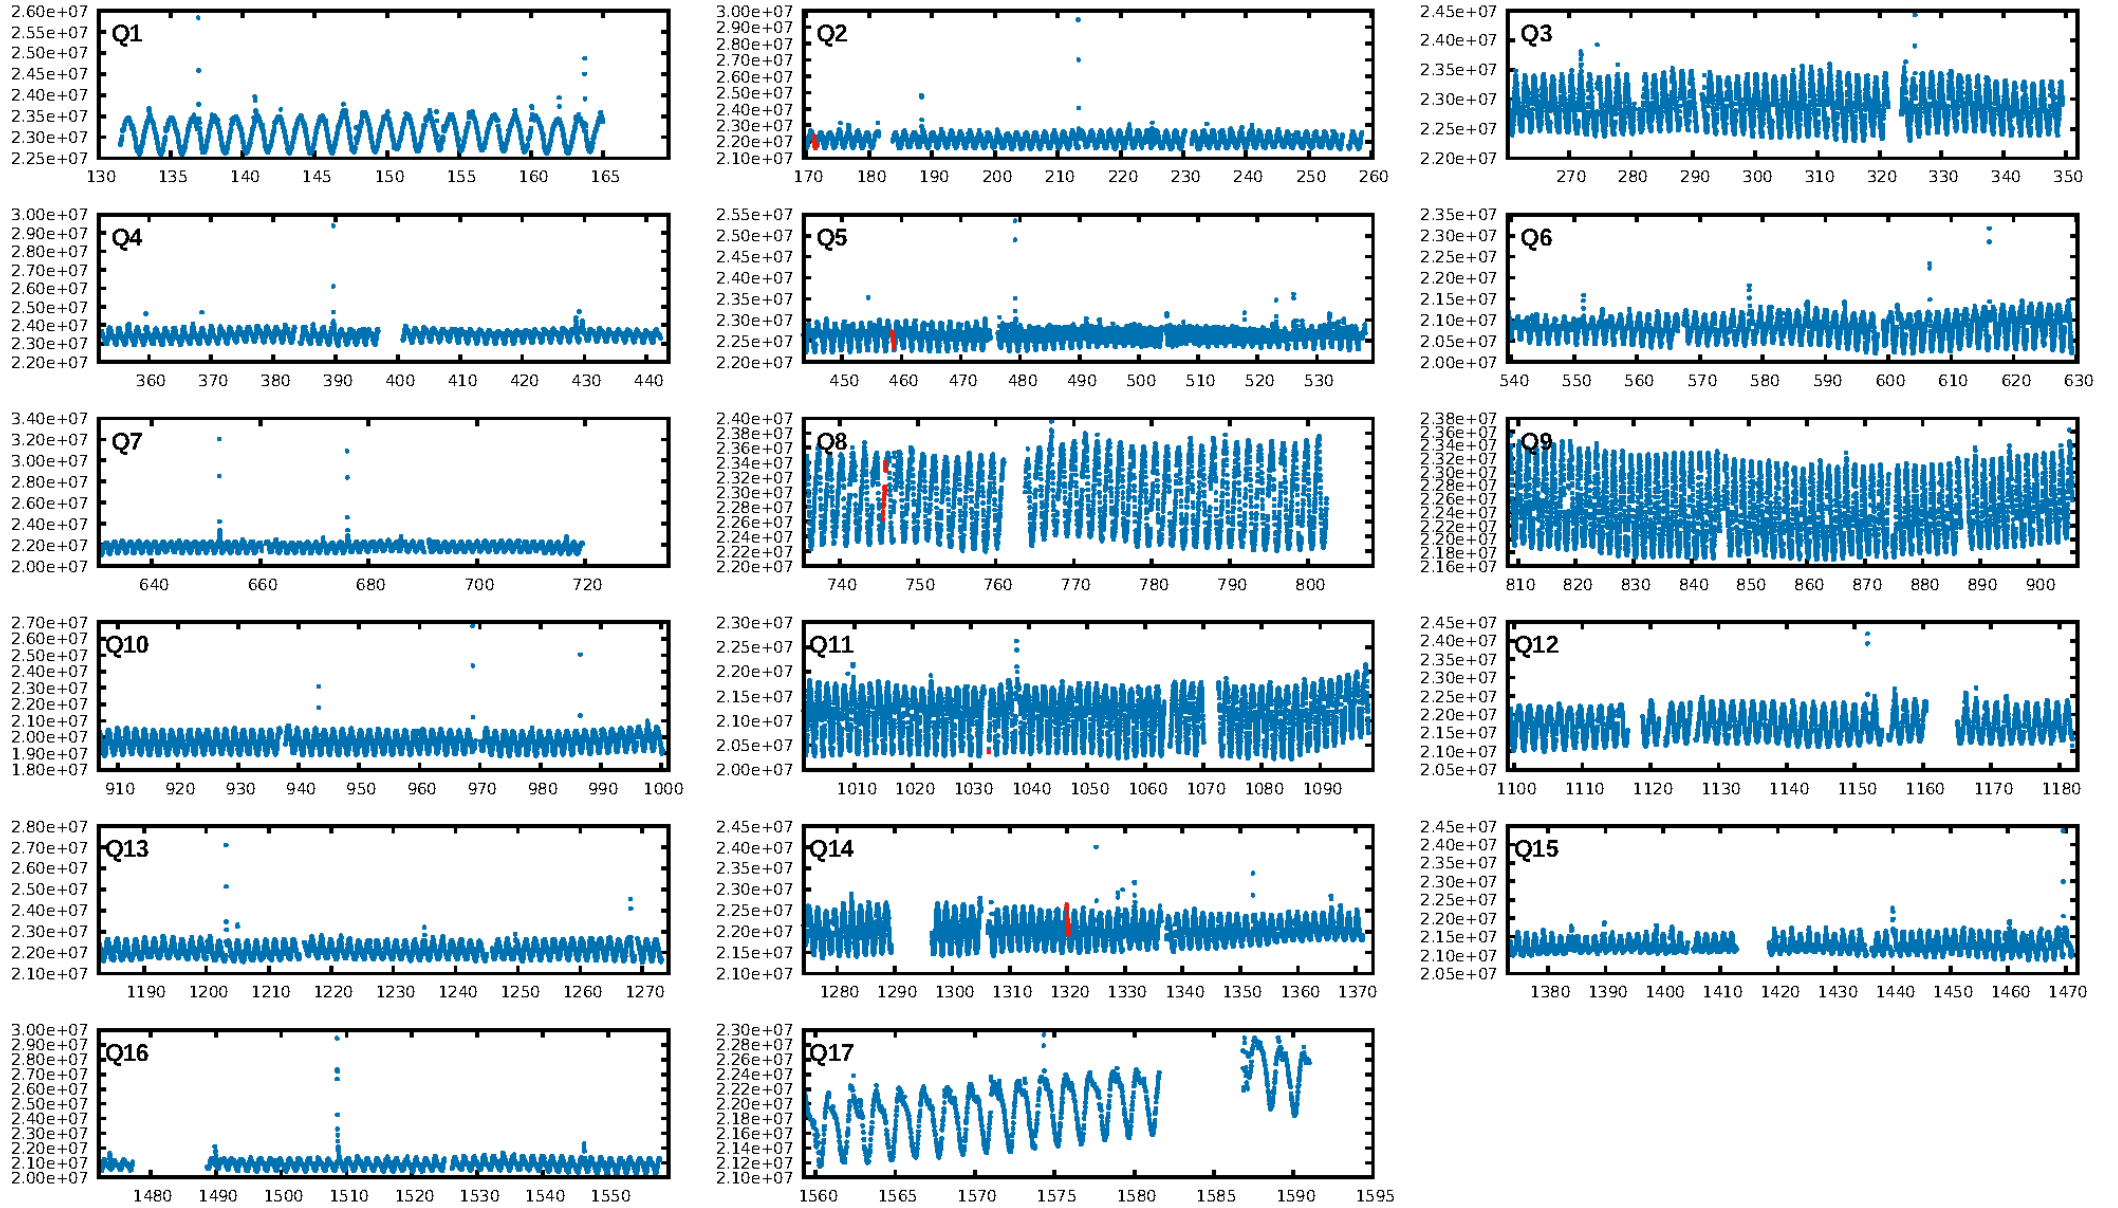 2.60e+07
2.55e+07
2.50e+07
2.45e+07
2.40e+07
2.35e+07
2.30e+07
2.25e+07
Q1
130 135 140 145 150 155 160 165
3.00e+07
2.90e+07
2.80e+07
2.70e+07
2.60e+07
2.50e+07
2.40e+07
2.30e+07
2.20e+07
2.10e+07
Q2
170 180 190 200 210 220 230 240 250 260
2.45e+07
2.40e+07
2.35e+07
2.30e+07
2.25e+07
2.20e+07
Q3
270 280 290 300 310 320 330 340 350
3.00e+07
2.90e+07
2.80e+07
2.70e+07
2.60e+07
2.50e+07
2.40e+07
2.30e+07
2.20e+07
Q4
360 370 380 390 400 410 420 430 440
2.55e+07
2.50e+07
2.45e+07
2.40e+07
2.35e+07
2.30e+07
2.25e+07
2.20e+07
Q5
450 460 470 480 490 500 510 520 530
2.35e+07
2.30e+07
2.25e+07
2.20e+07
2.15e+07
2.10e+07
2.05e+07
2.00e+07
Q6
540 550 560 570 580 590 600 610 620 630
3.40e+07
3.20e+07
3.00e+07
2.80e+07
2.60e+07
2.40e+07
2.20e+07
2.00e+07
Q7
640 660 680 700 720
2.40e+07
2.38e+07
2.36e+07
2.34e+07
2.32e+07
2.30e+07
2.28e+07
2.26e+07
2.24e+07
2.22e+07
2.20e+07
Q8
740 750 760 770 780 790 800
2.38e+07
2.36e+07
2.34e+07
2.32e+07
2.30e+07
2.28e+07
2.26e+07
2.24e+07
2.22e+07
2.20e+07
2.18e+07
2.16e+07
Q9
810 820 830 840 850 860 870 880 890 900
2.70e+07
2.60e+07
2.50e+07
2.40e+07
2.30e+07
2.20e+07
2.10e+07
2.00e+07
1.90e+07
1.80e+07
Q10
910 920 930 940 950 960 970 980 990 1000
2.30e+07
2.25e+07
2.20e+07
2.15e+07
2.10e+07
2.05e+07
2.00e+07
Q11
1010 1020 1030 1040 1050 1060 1070 1080 1090
2.45e+07
2.40e+07
2.35e+07
2.30e+07
2.25e+07
2.20e+07
2.15e+07
2.10e+07
2.05e+07
Q12
1100 1110 1120 1130 1140 1150 1160 1170 1180
2.80e+07
2.70e+07
2.60e+07
2.50e+07
2.40e+07
2.30e+07
2.20e+07
2.10e+07
Q13
1190 1200 1210 1220 1230 1240 1250 1260 1270
2.45e+07
2.40e+07
2.35e+07
2.30e+07
2.25e+07
2.20e+07
2.15e+07
2.10e+07
Q14
1280 1290 1300 1310 1320 1330 1340 1350 1360 1370
2.45e+07
2.40e+07
2.35e+07
2.30e+07
2.25e+07
2.20e+07
2.15e+07
2.10e+07
2.05e+07
Q15
1380 1390 1400 1410 1420 1430 1440 1450 1460 1470
3.00e+07
2.90e+07
2.80e+07
2.70e+07
2.60e+07
2.50e+07
2.40e+07
2.30e+07
2.20e+07
2.10e+07
2.00e+07
Q16
1480 1490 1500 1510 1520 1530 1540 1550
2.30e+07
2.28e+07
2.26e+07
2.24e+07
2.22e+07
2.20e+07
2.18e+07
2.16e+07
2.14e+07
2.12e+07
2.10e+07
Q17
1560 1565 1570 1575 1580 1585 1590 1595